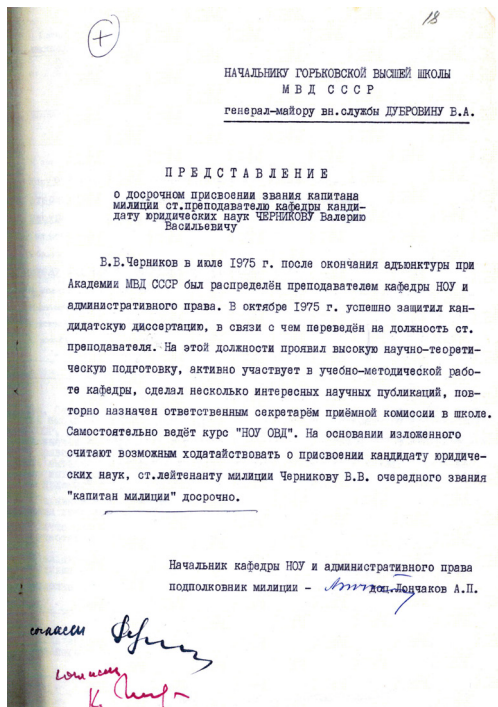 18
НАЧАЛЬНИКУ ГОРЬКОВСКОЙ ВЫСШЕЙ ШКОЛЫ
М В Д С С С Р
генерал-майору вн.службы ДУБРОВИНУ В.А.
П Р Е Д С Т А В Л Е Н И Е
о досрочном присвоении звания капитана
милиции ст.преподавателю кафедры канди-
дату юридических наук ЧЕРНИКОВУ Валерию
Васильевичу
В.В.Черников в июле 1975 г. после окончания адъюнктуры при
Академии МВД СССР был распределён преподавателем кафедры НОУ и
административного права. В октябре 1975 г. успешно защитил кан-
дидатскую диссертацию, в связи с чем переведён на должность ст.
преподавателя. На этой должности проявил высокую научно-теорети-
ческую подготовку, активно участвует в учебно-методической рабо-
те кафедры, сделал несколько интересных научных публикаций, пов-
торно назначен ответственным секретарём приёмной комиссии в школе.
Самостоятельно ведёт курс "НОУ ОВД". На основании изложенного
считают возможным ходатайствовать о присвоении кандидату юридиче-
ских наук, ст.лейтенанту милиции Черникову В.В. очередного звания
"капитан милиции" досрочно.
Начальник кафедры НОУ и административного права
подполковник милиции - доц.Лончаков А.П.
согласен
согласен